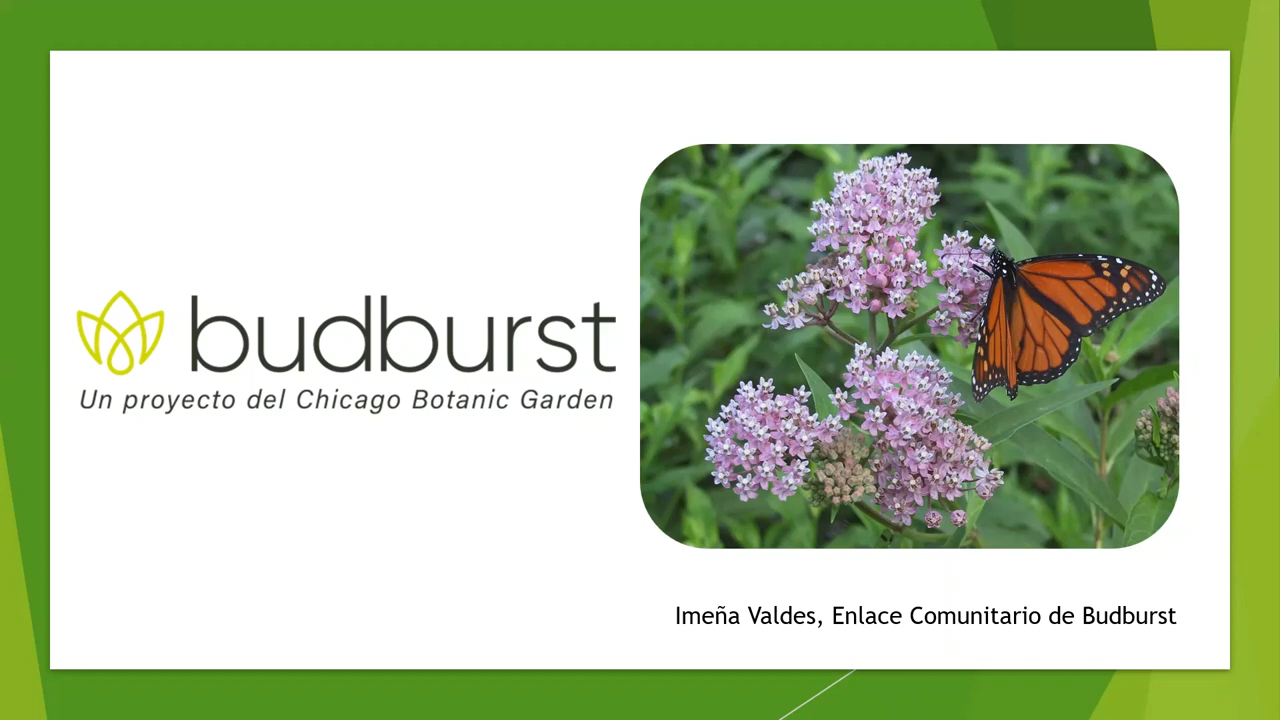 budburst
Un proyecto del Chicago Botanic Garden
Imeña Valdes, Enlace Comunitario de Budburst